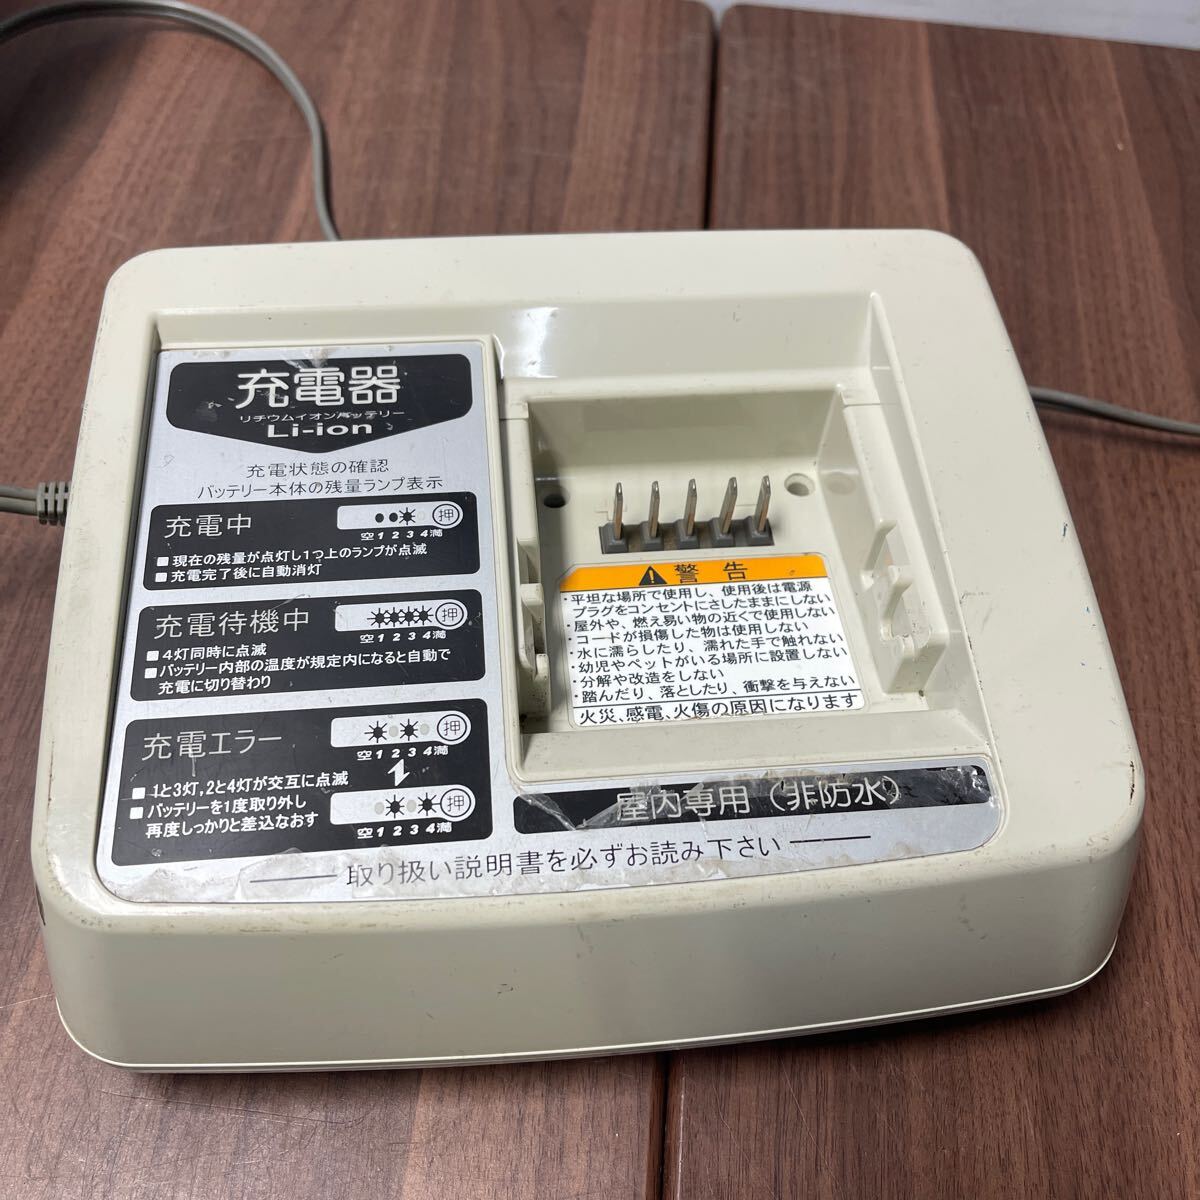 充電器
リチウムイオンバッテリー
Li-ion
充電状態の確認
バッテリー本体の残量ランプ表示
充電中
押
空 1 2 3 4 満
■現在の残量が点灯し1つ上のランプが点滅
■充電完了後に自動消灯
充電待機中
押
空 1 2 3 4 満
■4灯同時に点滅
■バッテリー内部の温度が規定内になると自動で
充電に切り替わり
充電エラー
押
空 1 2 3 4 満
■1と3灯,2と4灯が交互に点滅
■バッテリーを1度取り外し
再度しっかりと差込なおす
押
空 1 2 3 4 満
屋内専用(非防水)
取り扱い説明書を必ずお読み下さい
警告
・平坦な場所で使用し、使用後は電源
プラグをコンセントにさしたままにしない
・屋外や、燃え易い物の近くで使用しない
・コードが損傷した物は使用しない
・水に濡らしたり、濡れた手で触れない
・幼児やペットがいる場所に設置しない
・分解や改造をしない
・踏んだり、落としたり、衝撃を与えない
火災、感電、火傷の原因になります